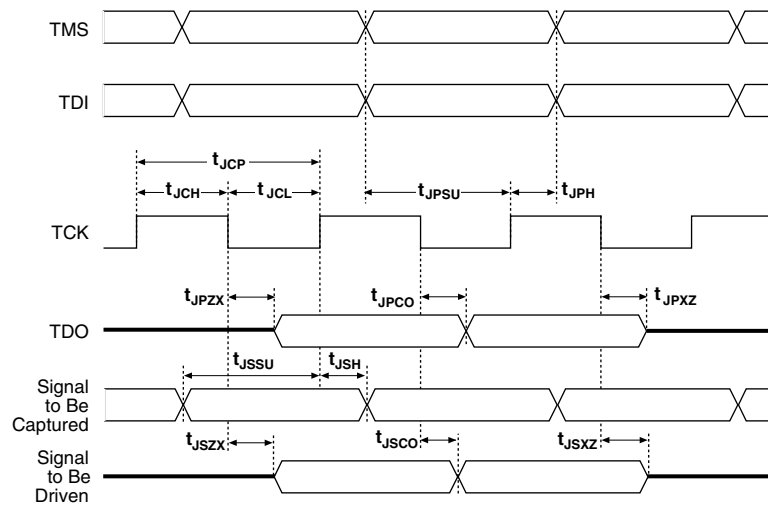 TMS
TDI
tJCP
tJCH
tJCL
tJPSU
tJPH
TCK
tJPZX
tJPCO
tJPXZ
TDO
tJSSU
tJSH
Signal
to Be
Captured
tJSZX
tJSCO
tJSXZ
Signal
to Be
Driven